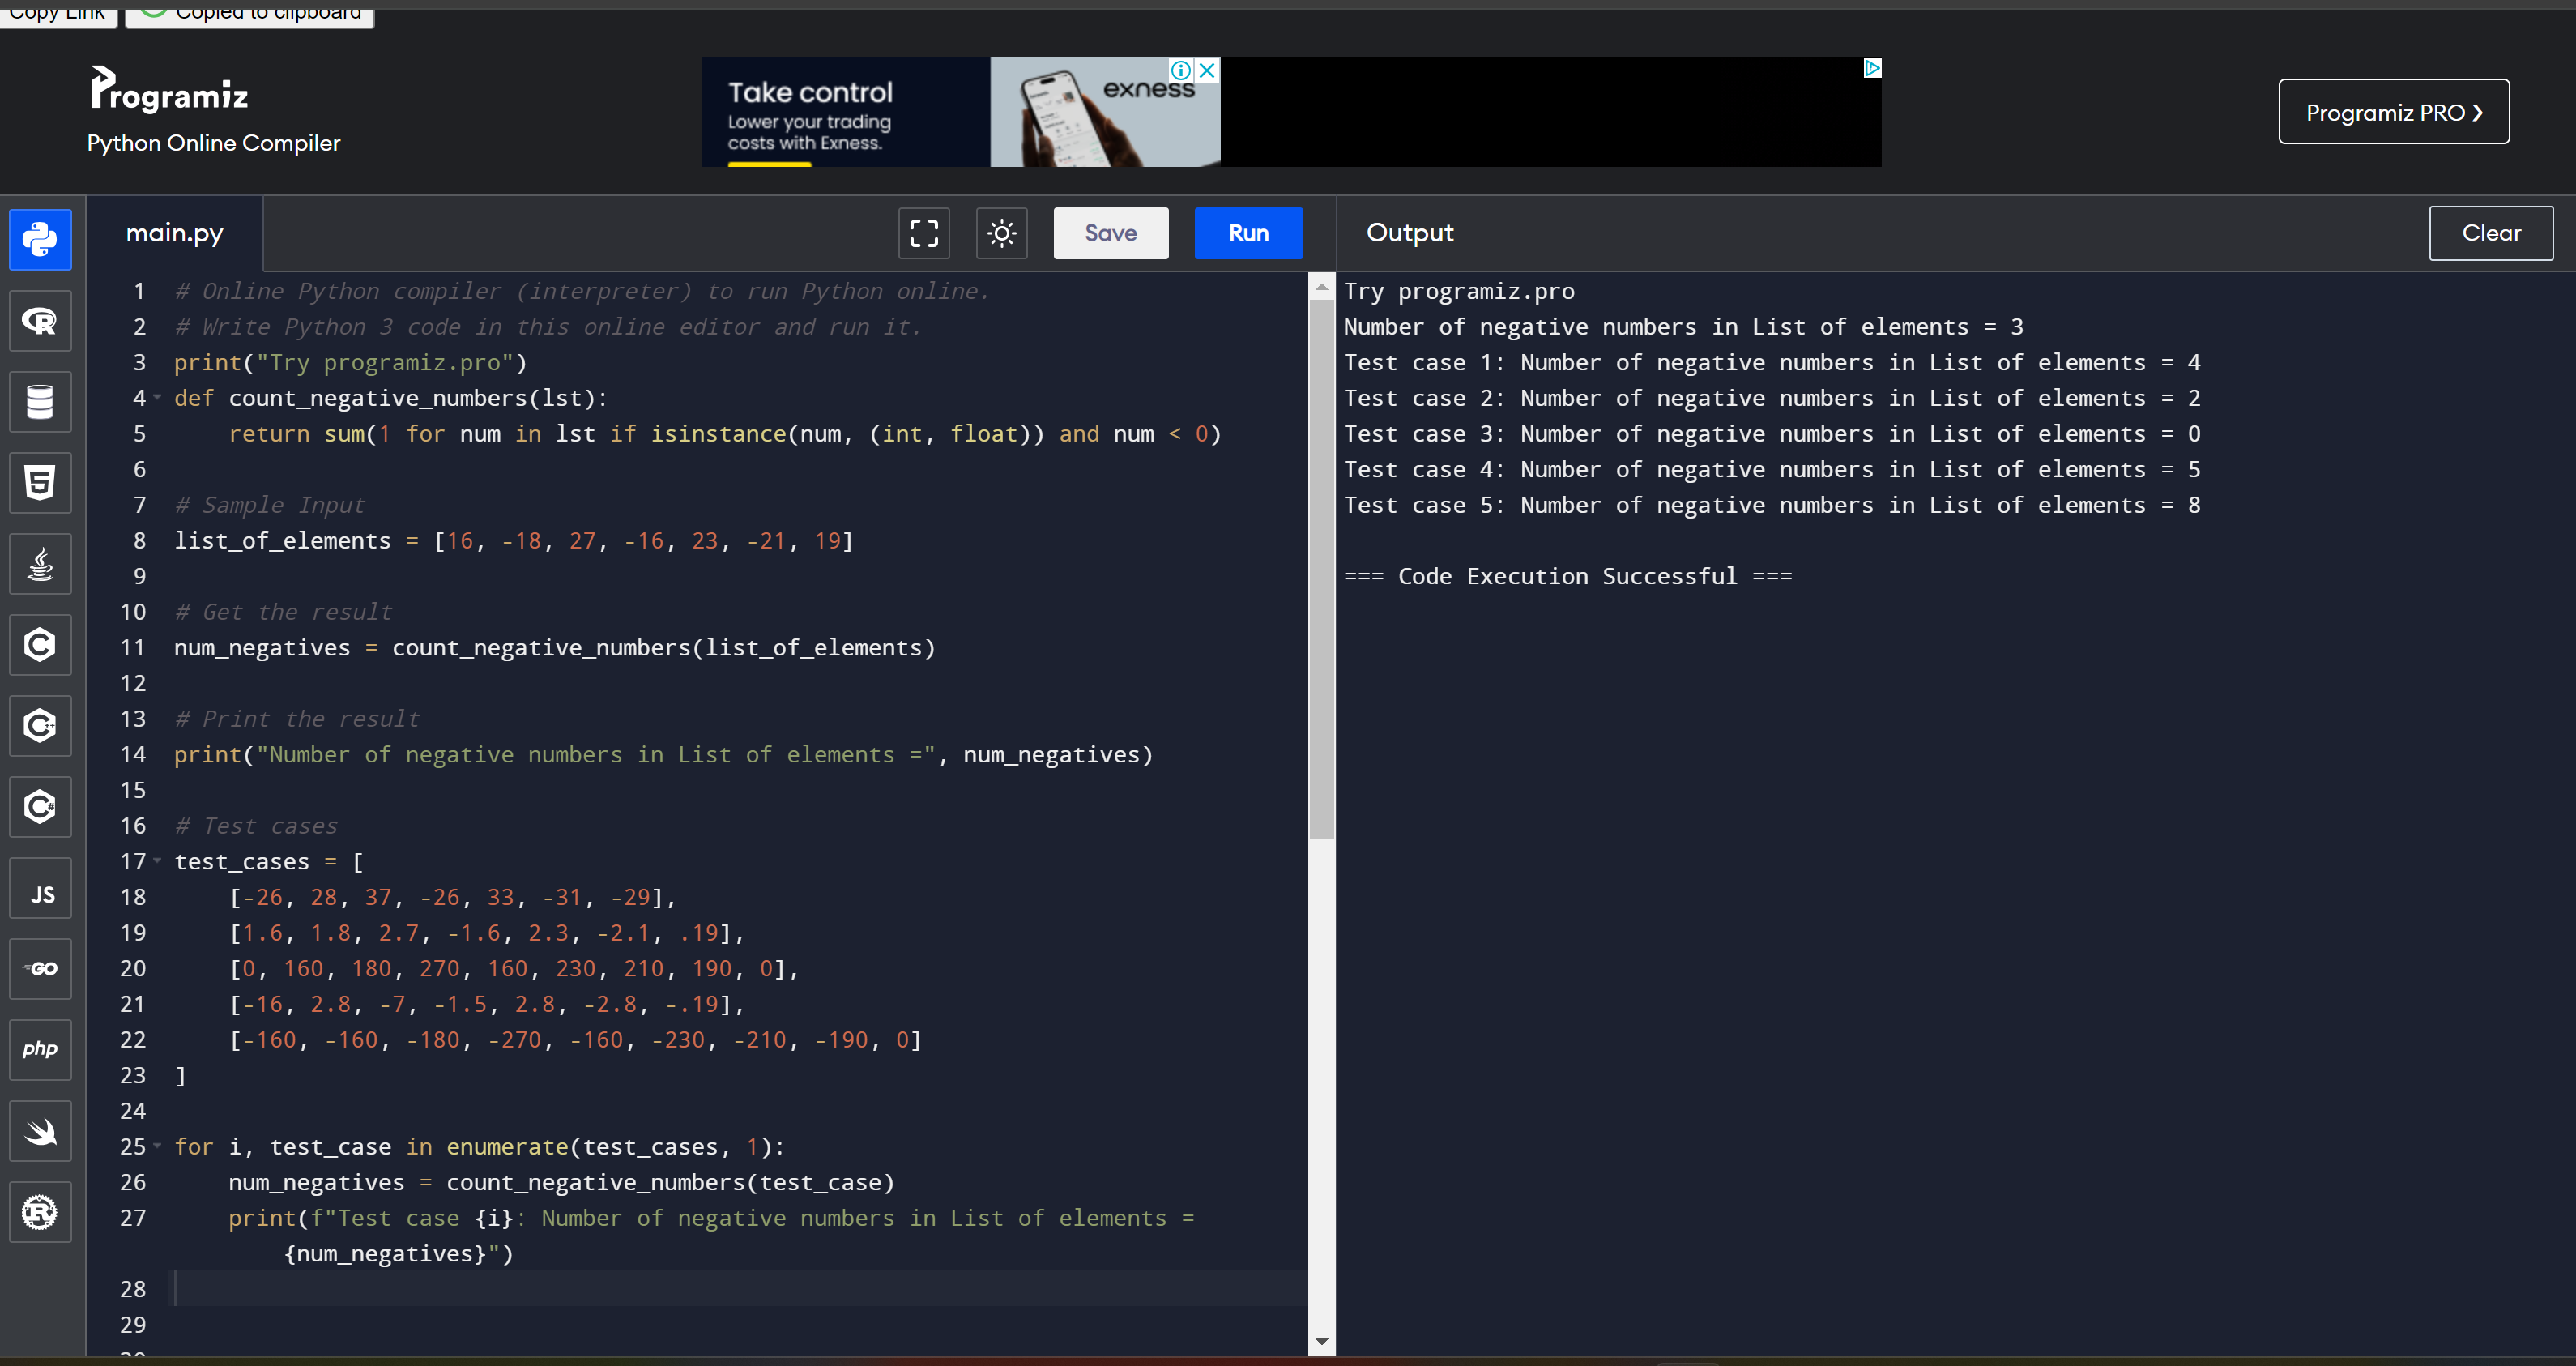 Copy Link Copied to clipboard
Programiz
Python Online Compiler
Take control
Lower your trading
costs with Exness.
exness
Programiz PRO ❯
main.py
Save
Run
Output
Clear
1 # Online Python compiler (interpreter) to run Python online.
2 # Write Python 3 code in this online editor and run it.
3 print("Try programiz.pro")
4 def count_negative_numbers(lst):
5     return sum(1 for num in lst if isinstance(num, (int, float)) and num < 0)
6
7 # Sample Input
8 list_of_elements = [16, -18, 27, -16, 23, -21, 19]
9
10 # Get the result
11 num_negatives = count_negative_numbers(list_of_elements)
12
13 # Print the result
14 print("Number of negative numbers in List of elements =", num_negatives)
15
16 # Test cases
17 test_cases = [
18     [-26, 28, 37, -26, 33, -31, -29],
19     [1.6, 1.8, 2.7, -1.6, 2.3, -2.1, .19],
20     [0, 160, 180, 270, 160, 230, 210, 190, 0],
21     [-16, 2.8, -7, -1.5, 2.8, -2.8, -.19],
22     [-160, -160, -180, -270, -160, -230, -210, -190, 0]
23 ]
24
25 for i, test_case in enumerate(test_cases, 1):
26     num_negatives = count_negative_numbers(test_case)
27     print(f"Test case {i}: Number of negative numbers in List of elements =
{num_negatives}")
28
29
Try programiz.pro
Number of negative numbers in List of elements = 3
Test case 1: Number of negative numbers in List of elements = 4
Test case 2: Number of negative numbers in List of elements = 2
Test case 3: Number of negative numbers in List of elements = 0
Test case 4: Number of negative numbers in List of elements = 5
Test case 5: Number of negative numbers in List of elements = 8
=== Code Execution Successful ===
R
5
C
C++
C#
JS
GO
php
R